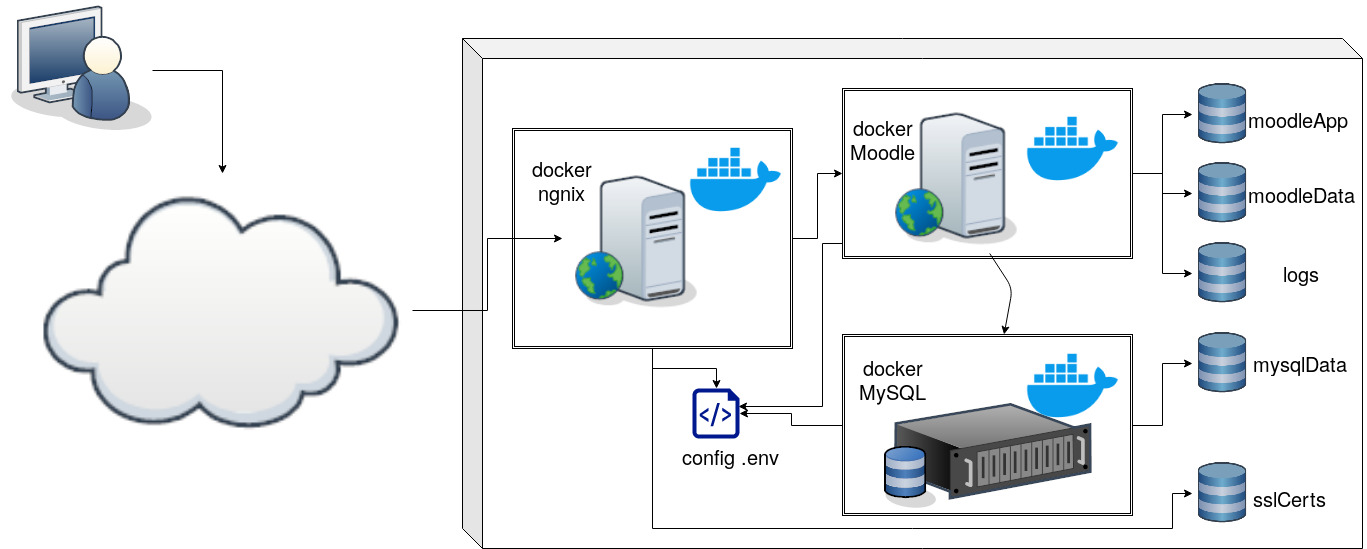 docker
ngnix
docker
Moodle
moodleApp
moodleData
logs
docker
MySQL
mysqlData
</>
config .env
sslCerts